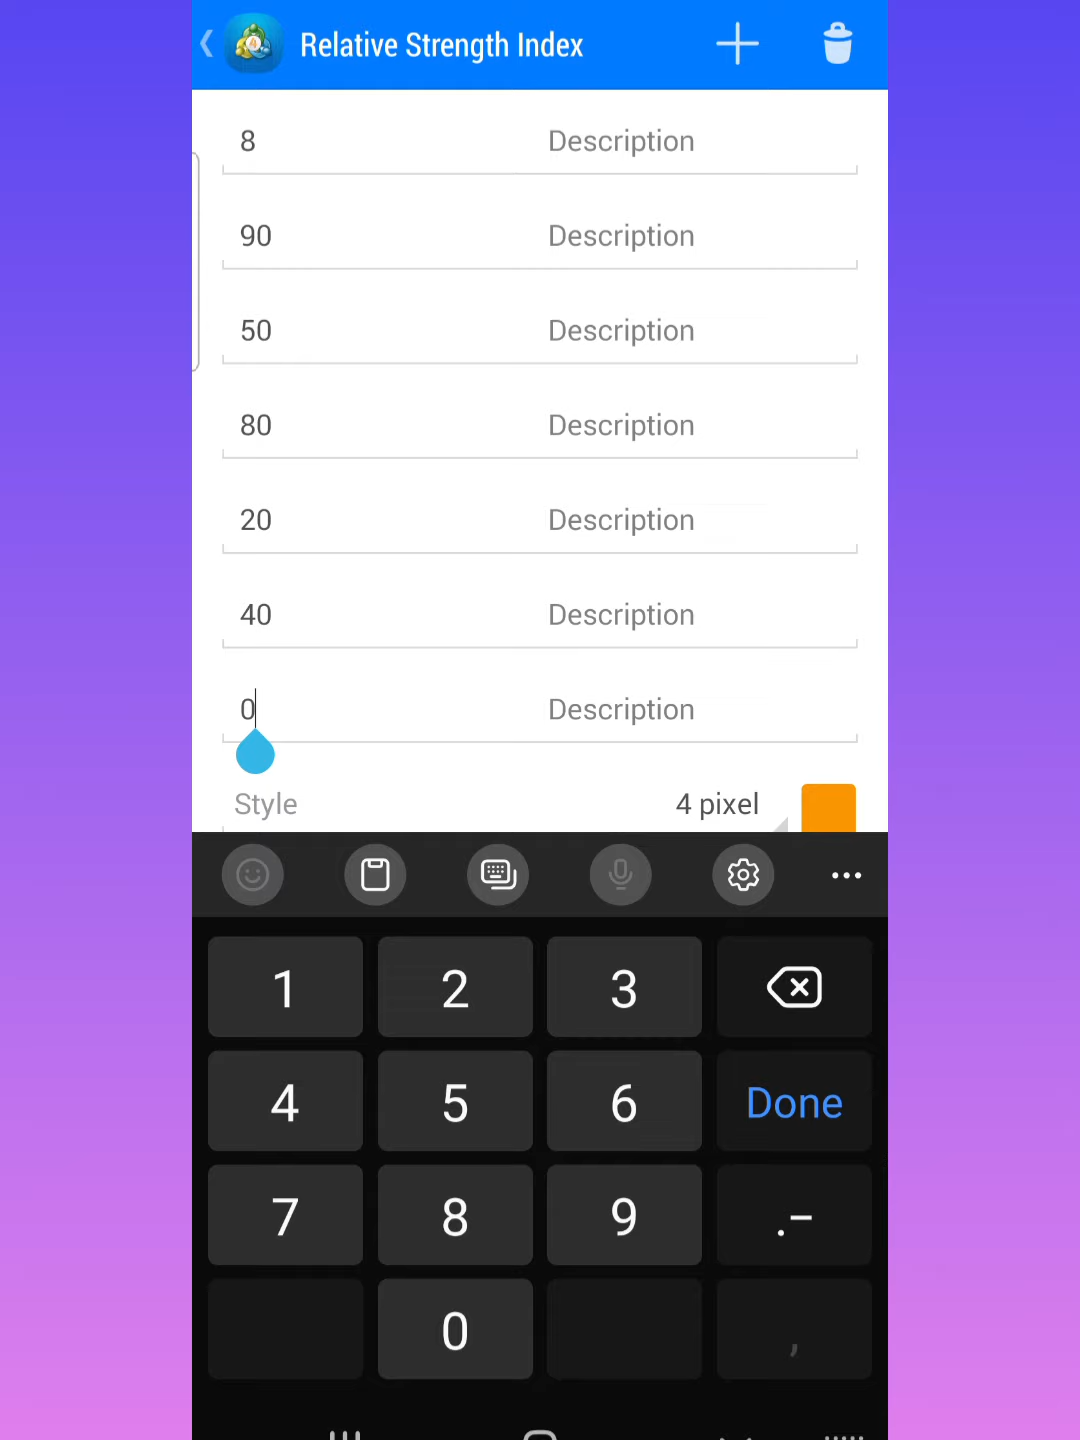 Relative Strength Index
8 Description
90 Description
50 Description
80 Description
20 Description
40 Description
0 Description
Style 4 pixel
1 2 3
4 5 6 Done
7 8 9 .-
0 ,